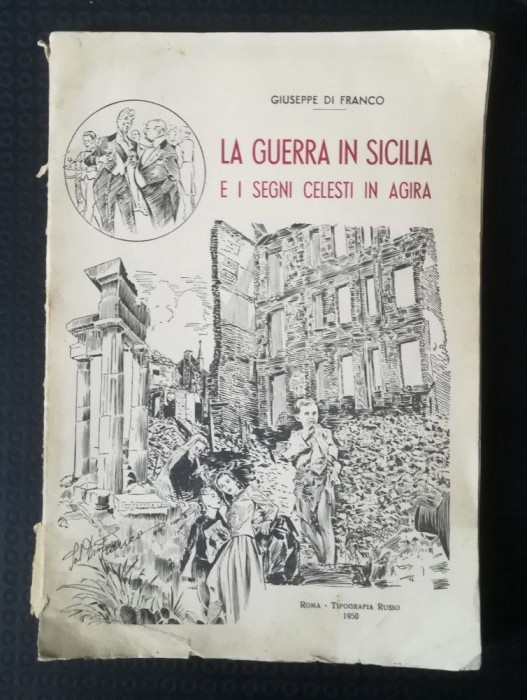 GIUSEPPE DI FRANCO
LA GUERRA IN SICILIA
E I SEGNI CELESTI IN AGIRA
ROMA - TIPOGRAFIA RUSSO
1950